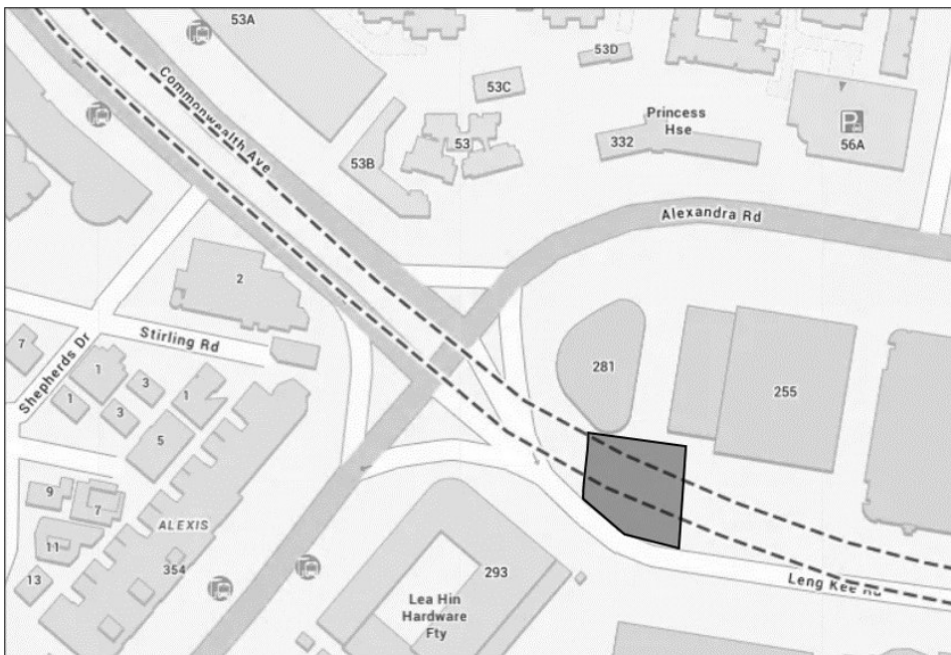 53A
53D
53C
Commonwealth Ave
Princess
Hse
P
53
332
56A
53B
Alexandra Rd
2
Stirling Rd
7
Shepherds Dr
1
3
1
281
1
3
255
5
9
7
ALEXIS
11
354
293
13
Leng Kee Rd
Lea Hin
Hardware
Fty